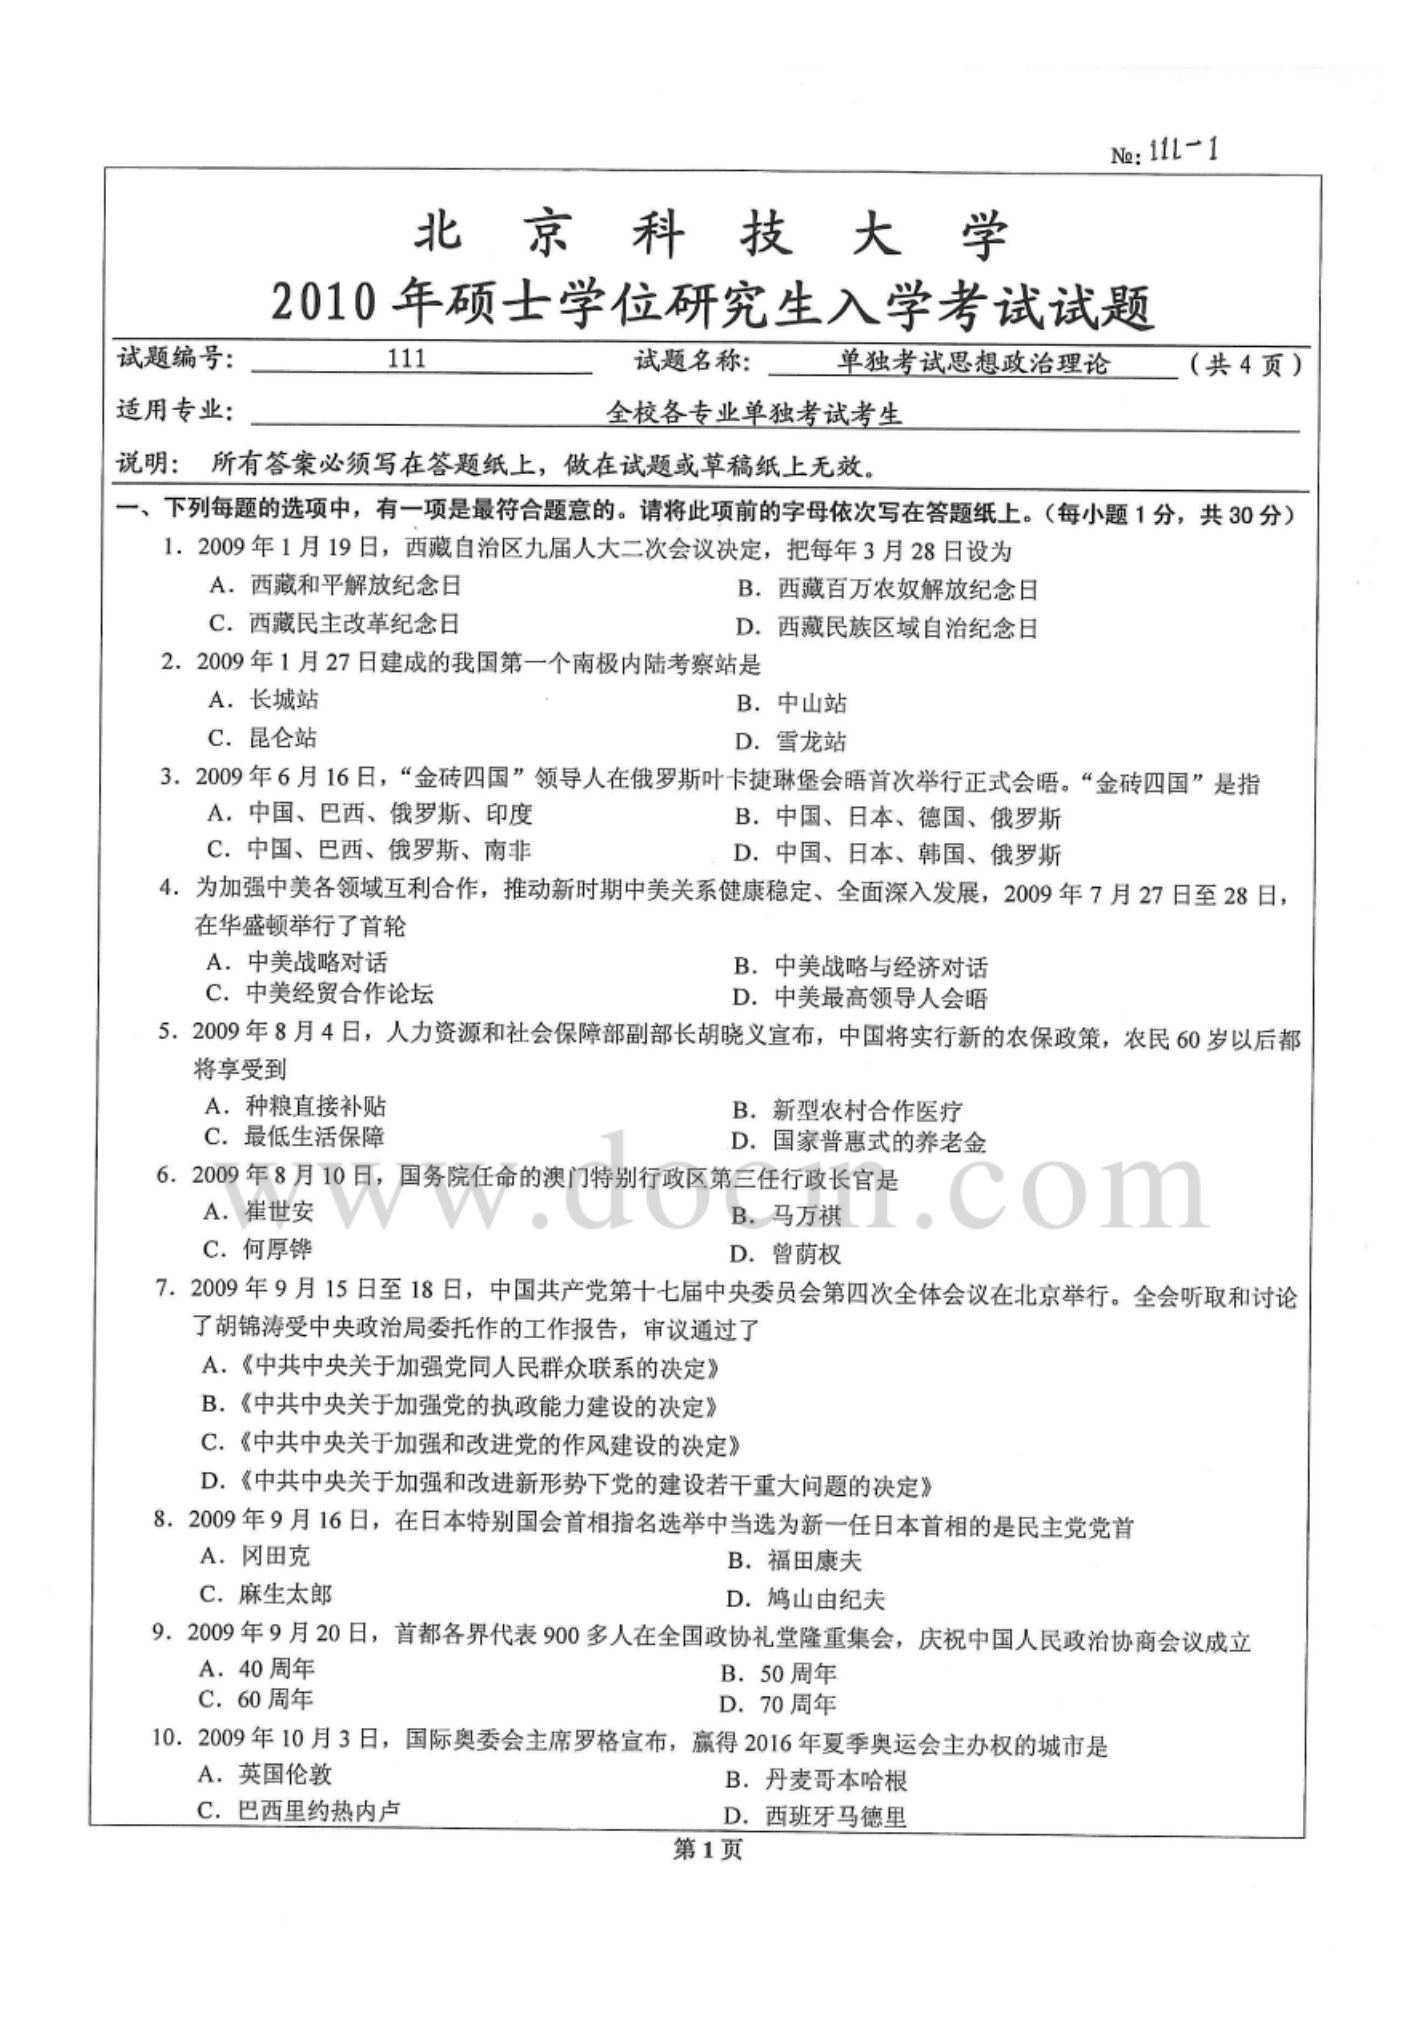 №: 111-1
北京科技大学
2010年硕士学位研究生入学考试试题
试题编号： 111 试题名称： 单独考试思想政治理论 （共4页）
适用专业： 全校各专业单独考试考生
说明： 所有答案必须写在答题纸上，做在试题或草稿纸上无效。
一、下列每题的选项中，有一项是最符合题意的。请将此项前的字母依次写在答题纸上。（每小题1分，共30分）
1. 2009年1月19日，西藏自治区九届人大二次会议决定，把每年3月28日设为
A. 西藏和平解放纪念日 B. 西藏百万农奴解放纪念日
C. 西藏民主改革纪念日 D. 西藏民族区域自治纪念日
2. 2009年1月27日建成的我国第一个南极内陆考察站是
A. 长城站 B. 中山站
C. 昆仑站 D. 雪龙站
3. 2009年6月16日，“金砖四国”领导人在俄罗斯叶卡捷琳堡会晤首次举行正式会晤。“金砖四国”是指
A. 中国、巴西、俄罗斯、印度 B. 中国、日本、德国、俄罗斯
C. 中国、巴西、俄罗斯、南非 D. 中国、日本、韩国、俄罗斯
4. 为加强中美各领域互利合作，推动新时期中美关系健康稳定、全面深入发展，2009年7月27日至28日，
在华盛顿举行了首轮
A. 中美战略对话 B. 中美战略与经济对话
C. 中美经贸合作论坛 D. 中美最高领导人会晤
5. 2009年8月4日，人力资源和社会保障部副部长胡晓义宣布，中国将实行新的农保政策，农民60岁以后都
将享受到
A. 种粮直接补贴 B. 新型农村合作医疗
C. 最低生活保障 D. 国家普惠式的养老金
www.docin.com
6. 2009年8月10日，国务院任命的澳门特别行政区第三任行政长官是
A. 崔世安 B. 马万祺
C. 何厚铧 D. 曾荫权
7. 2009年9月15日至18日，中国共产党第十七届中央委员会第四次全体会议在北京举行。全会听取和讨论
了胡锦涛受中央政治局委托作的工作报告，审议通过了
A.《中共中央关于加强党同人民群众联系的决定》
B.《中共中央关于加强党的执政能力建设的决定》
C.《中共中央关于加强和改进党的作风建设的决定》
D.《中共中央关于加强和改进新形势下党的建设若干重大问题的决定》
8. 2009年9月16日，在日本特别国会首相指名选举中当选为新一任日本首相的是民主党党首
A. 冈田克 B. 福田康夫
C. 麻生太郎 D. 鸠山由纪夫
9. 2009年9月20日，首都各界代表900多人在全国政协礼堂隆重集会，庆祝中国人民政治协商会议成立
A. 40周年 B. 50周年
C. 60周年 D. 70周年
10. 2009年10月3日，国际奥委会主席罗格宣布，赢得2016年夏季奥运会主办权的城市是
A. 英国伦敦 B. 丹麦哥本哈根
C. 巴西里约热内卢 D. 西班牙马德里
第1页